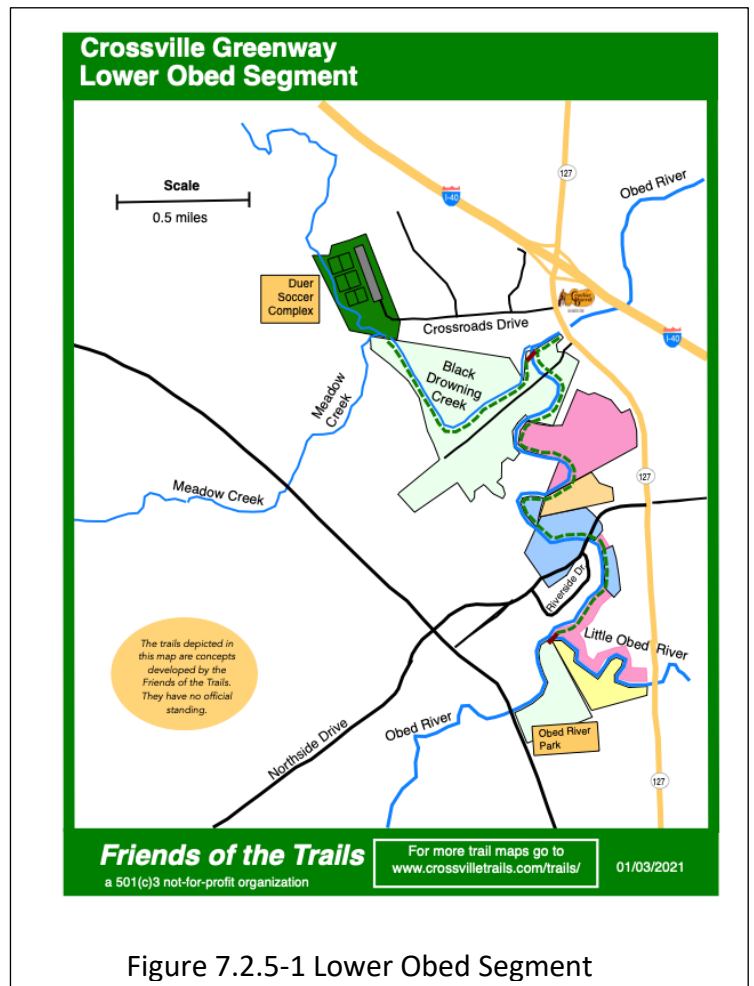 Crossville Greenway
Lower Obed Segment
Scale
0.5 miles
I-40
127
Obed River
Duer
Soccer
Complex
Crossroads Drive
I-40
Black
Drowning
Creek
Meadow
Creek
Meadow Creek
127
Riverside Dr.
The trails depicted in
this map are concepts
developed by the
Friends of the Trails.
They have no official
standing.
Little Obed River
Northside Drive
Obed River
Obed River
Park
127
Friends of the Trails
a 501(c)3 not-for-profit organization
For more trail maps go to
www.crossvilletrails.com/trails/
01/03/2021
Figure 7.2.5-1 Lower Obed Segment